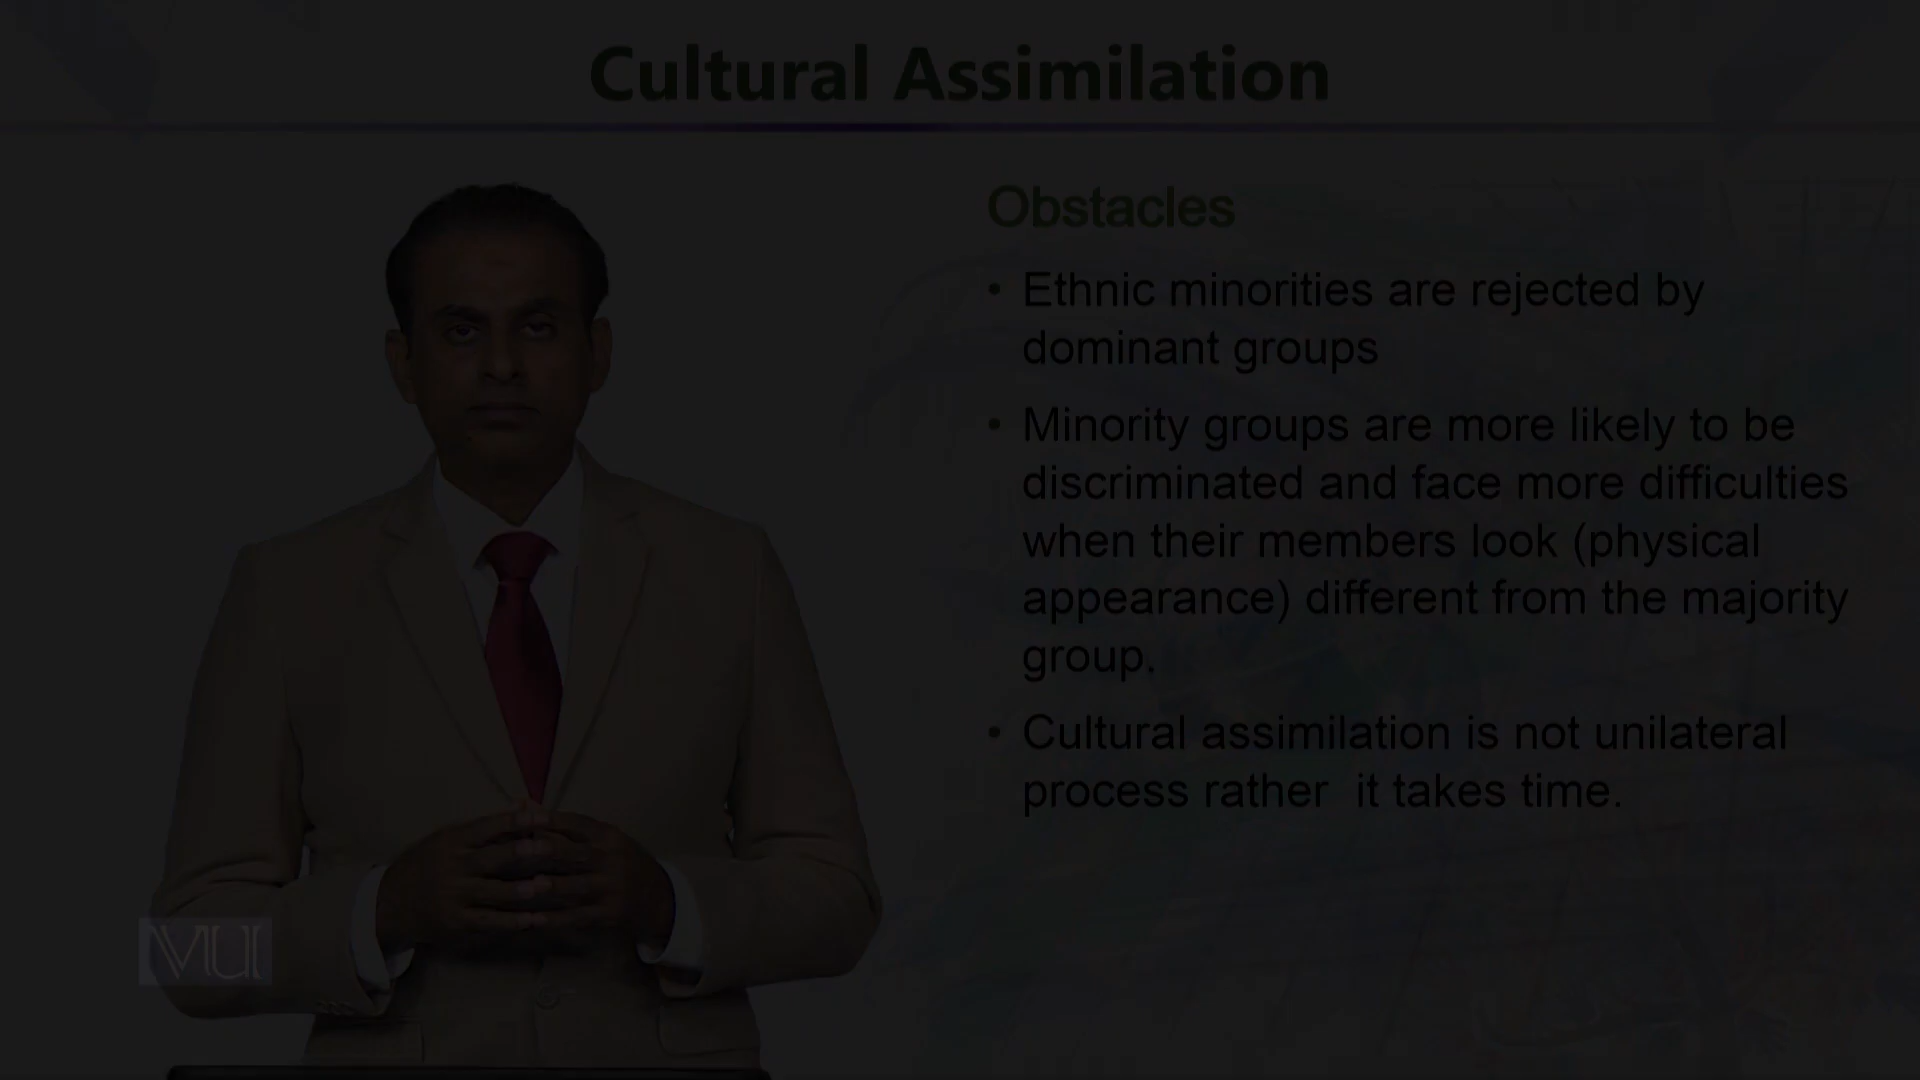 Cultural Assimilation
Obstacles
• Ethnic minorities are rejected by
dominant groups
• Minority groups are more likely to be
discriminated and face more difficulties
when their members look (physical
appearance) different from the majority
group.
• Cultural assimilation is not unilateral
process rather  it takes time.
VU